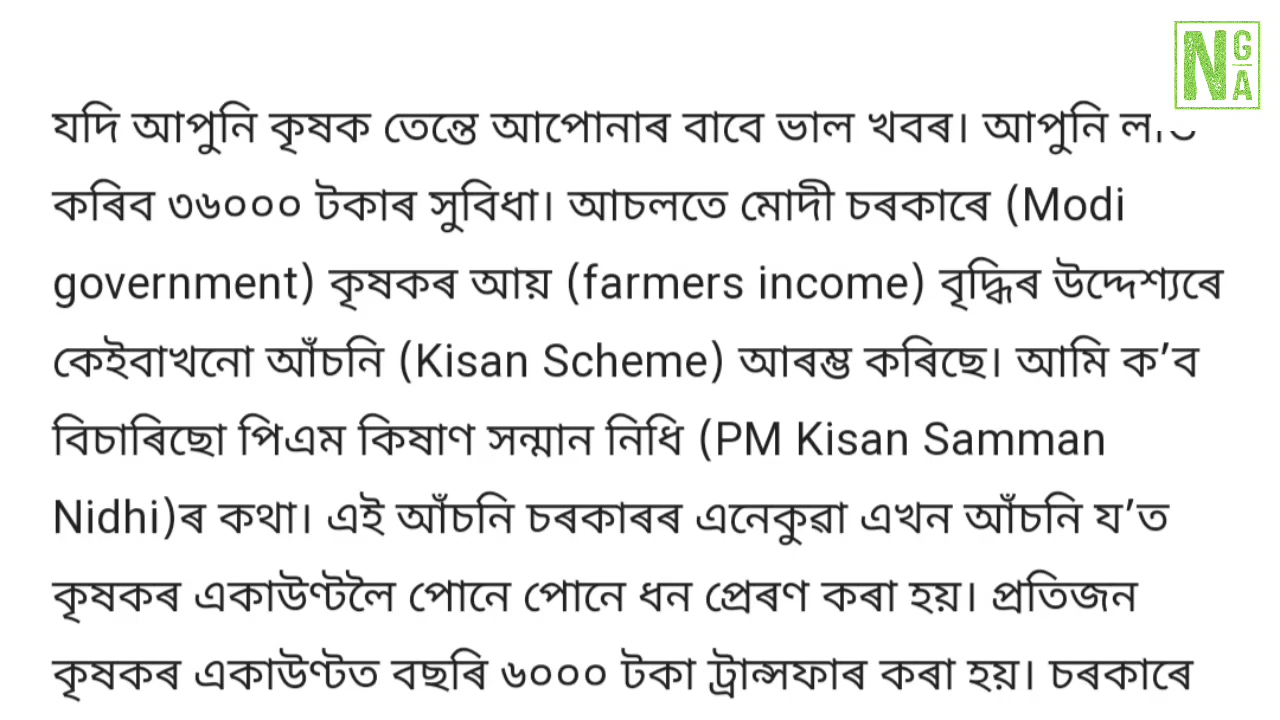 NGA
যদি আপুনি কৃষক তেন্তে আপোনাৰ বাবে ভাল খবৰ। আপুনি
কৰিব ৩৬০০০ টকাৰ সুবিধা। আচলতে মোদী চৰকাৰে (Modi
government) কৃষকৰ আয় (farmers income) বৃদ্ধিৰ উদ্দেশ্যৰে
কেইবাখনো আঁচনি (Kisan Scheme) আৰম্ভ কৰিছে। আমি ক’ব
বিচাৰিছো পিএম কিষাণ সন্মান নিধি (PM Kisan Samman
Nidhi)ৰ কথা। এই আঁচনি চৰকাৰৰ এনেকুৱা এখন আঁচনি য’ত
কৃষকৰ একাউণ্টলৈ পোনে পোনে ধন প্ৰেৰণ কৰা হয়। প্ৰতিজন
কৃষকৰ একাউণ্টত বছৰি ৬০০০ টকা ট্ৰান্সফাৰ কৰা হয়। চৰকাৰে